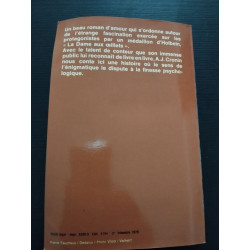 Un beau roman d'amour qui s'ordonne autour
de l'étrange fascination exercée sur les
protagonistes par un médaillon d'Holbein,
« La Dame aux œillets ».
Avec le talent de conteur que son immense
public lui reconnaît de livre en livre, A.J. Cronin
nous conte ici une histoire où le sens de
l'énigmatique le dispute à la finesse psycho-
logique.